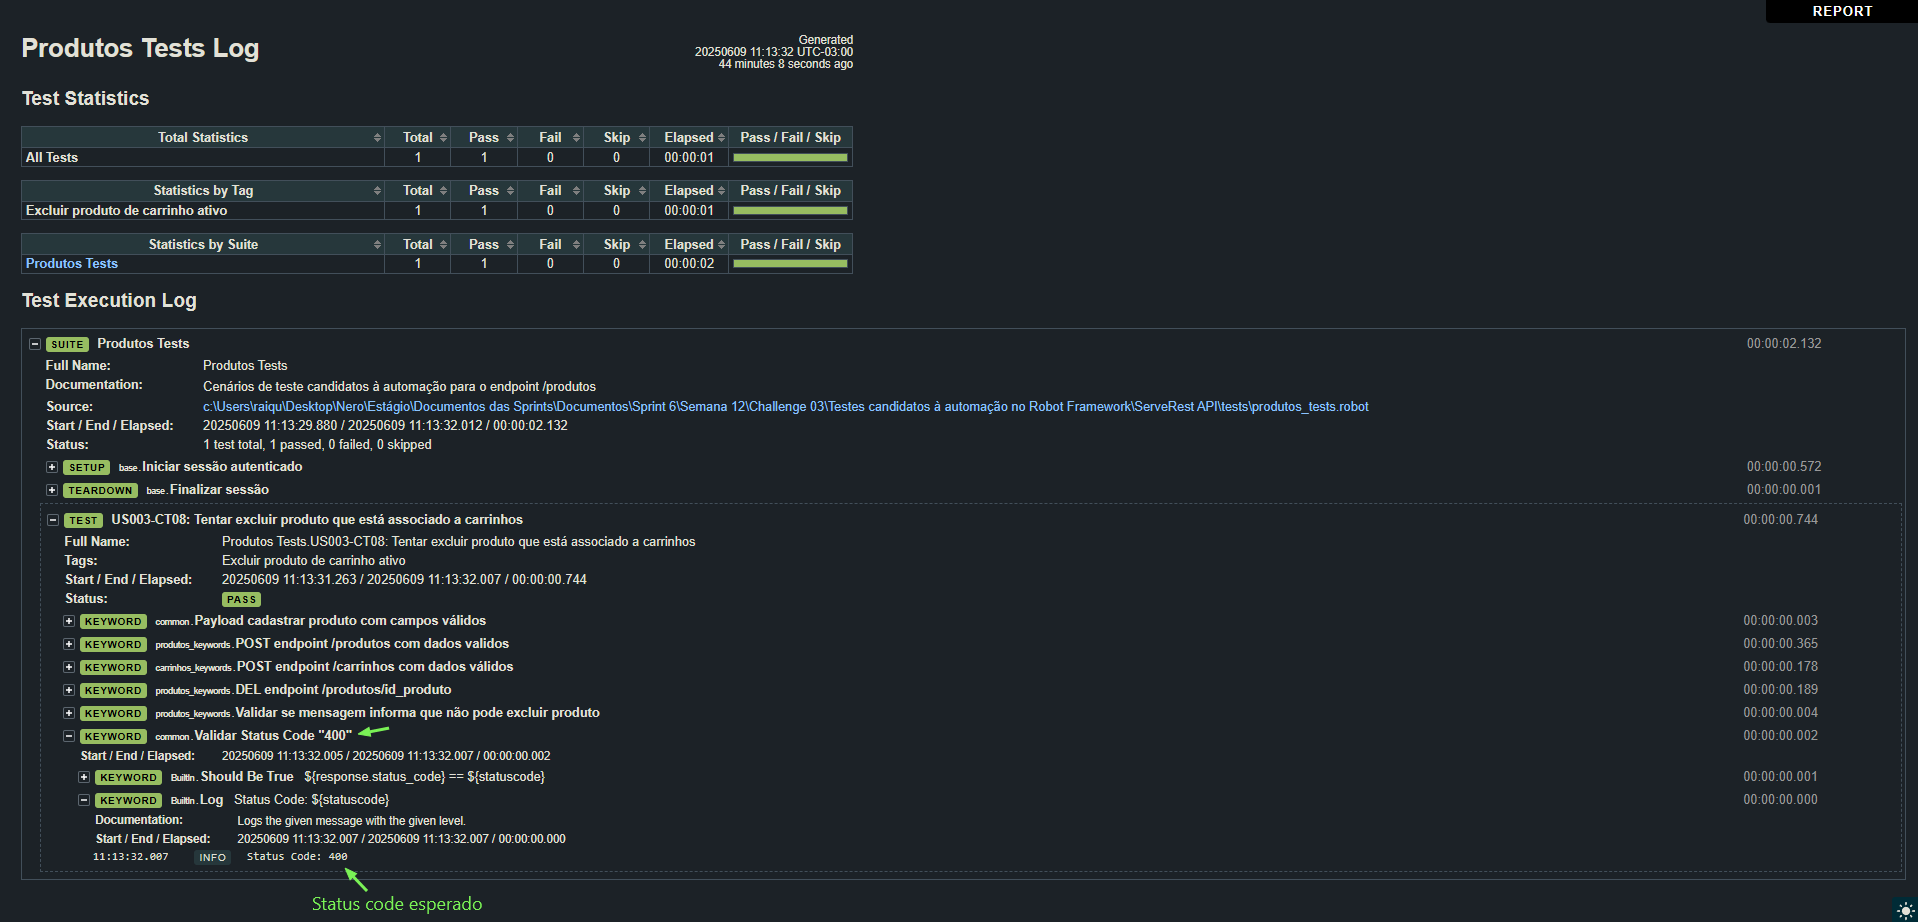 REPORT
Produtos Tests Log
Generated
20250609 11:13:32 UTC-03:00
44 minutes 8 seconds ago
Test Statistics
Total Statistics Total Pass Fail Skip Elapsed Pass / Fail / Skip
All Tests 1 1 0 0 00:00:01
Statistics by Tag Total Pass Fail Skip Elapsed Pass / Fail / Skip
Excluir produto de carrinho ativo 1 1 0 0 00:00:01
Statistics by Suite Total Pass Fail Skip Elapsed Pass / Fail / Skip
Produtos Tests 1 1 0 0 00:00:02
Test Execution Log
SUITE Produtos Tests 00:00:02.132
Full Name: Produtos Tests
Documentation: Cenários de teste candidatos à automação para o endpoint /produtos
Source: c:\Users\raiqu\Desktop\Nero\Estágio\Documentos das Sprints\Documentos\Sprint 6\Semana 12\Challenge 03\Testes candidatos à automação no Robot Framework\ServeRest API\tests\produtos_tests.robot
Start / End / Elapsed: 20250609 11:13:29.880 / 20250609 11:13:32.012 / 00:00:02.132
Status: 1 test total, 1 passed, 0 failed, 0 skipped
SETUP base.Iniciar sessão autenticado 00:00:00.572
TEARDOWN base.Finalizar sessão 00:00:00.001
TEST US003-CT08: Tentar excluir produto que está associado a carrinhos 00:00:00.744
Full Name: Produtos Tests.US003-CT08: Tentar excluir produto que está associado a carrinhos
Tags: Excluir produto de carrinho ativo
Start / End / Elapsed: 20250609 11:13:31.263 / 20250609 11:13:32.007 / 00:00:00.744
Status: PASS
KEYWORD common.Payload cadastrar produto com campos válidos 00:00:00.003
KEYWORD produtos_keywords.POST endpoint /produtos com dados validos 00:00:00.365
KEYWORD carrinhos_keywords.POST endpoint /carrinhos com dados válidos 00:00:00.178
KEYWORD produtos_keywords.DEL endpoint /produtos/id_produto 00:00:00.189
KEYWORD produtos_keywords.Validar se mensagem informa que não pode excluir produto 00:00:00.004
KEYWORD common.Validar Status Code "400" 00:00:00.002
Start / End / Elapsed: 20250609 11:13:32.005 / 20250609 11:13:32.007 / 00:00:00.002
KEYWORD BuiltIn.Should Be True ${response.status_code} == ${statuscode} 00:00:00.001
KEYWORD BuiltIn.Log Status Code: ${statuscode} 00:00:00.000
Documentation: Logs the given message with the given level.
Start / End / Elapsed: 20250609 11:13:32.007 / 20250609 11:13:32.007 / 00:00:00.000
11:13:32.007 INFO Status Code: 400
Status code esperado